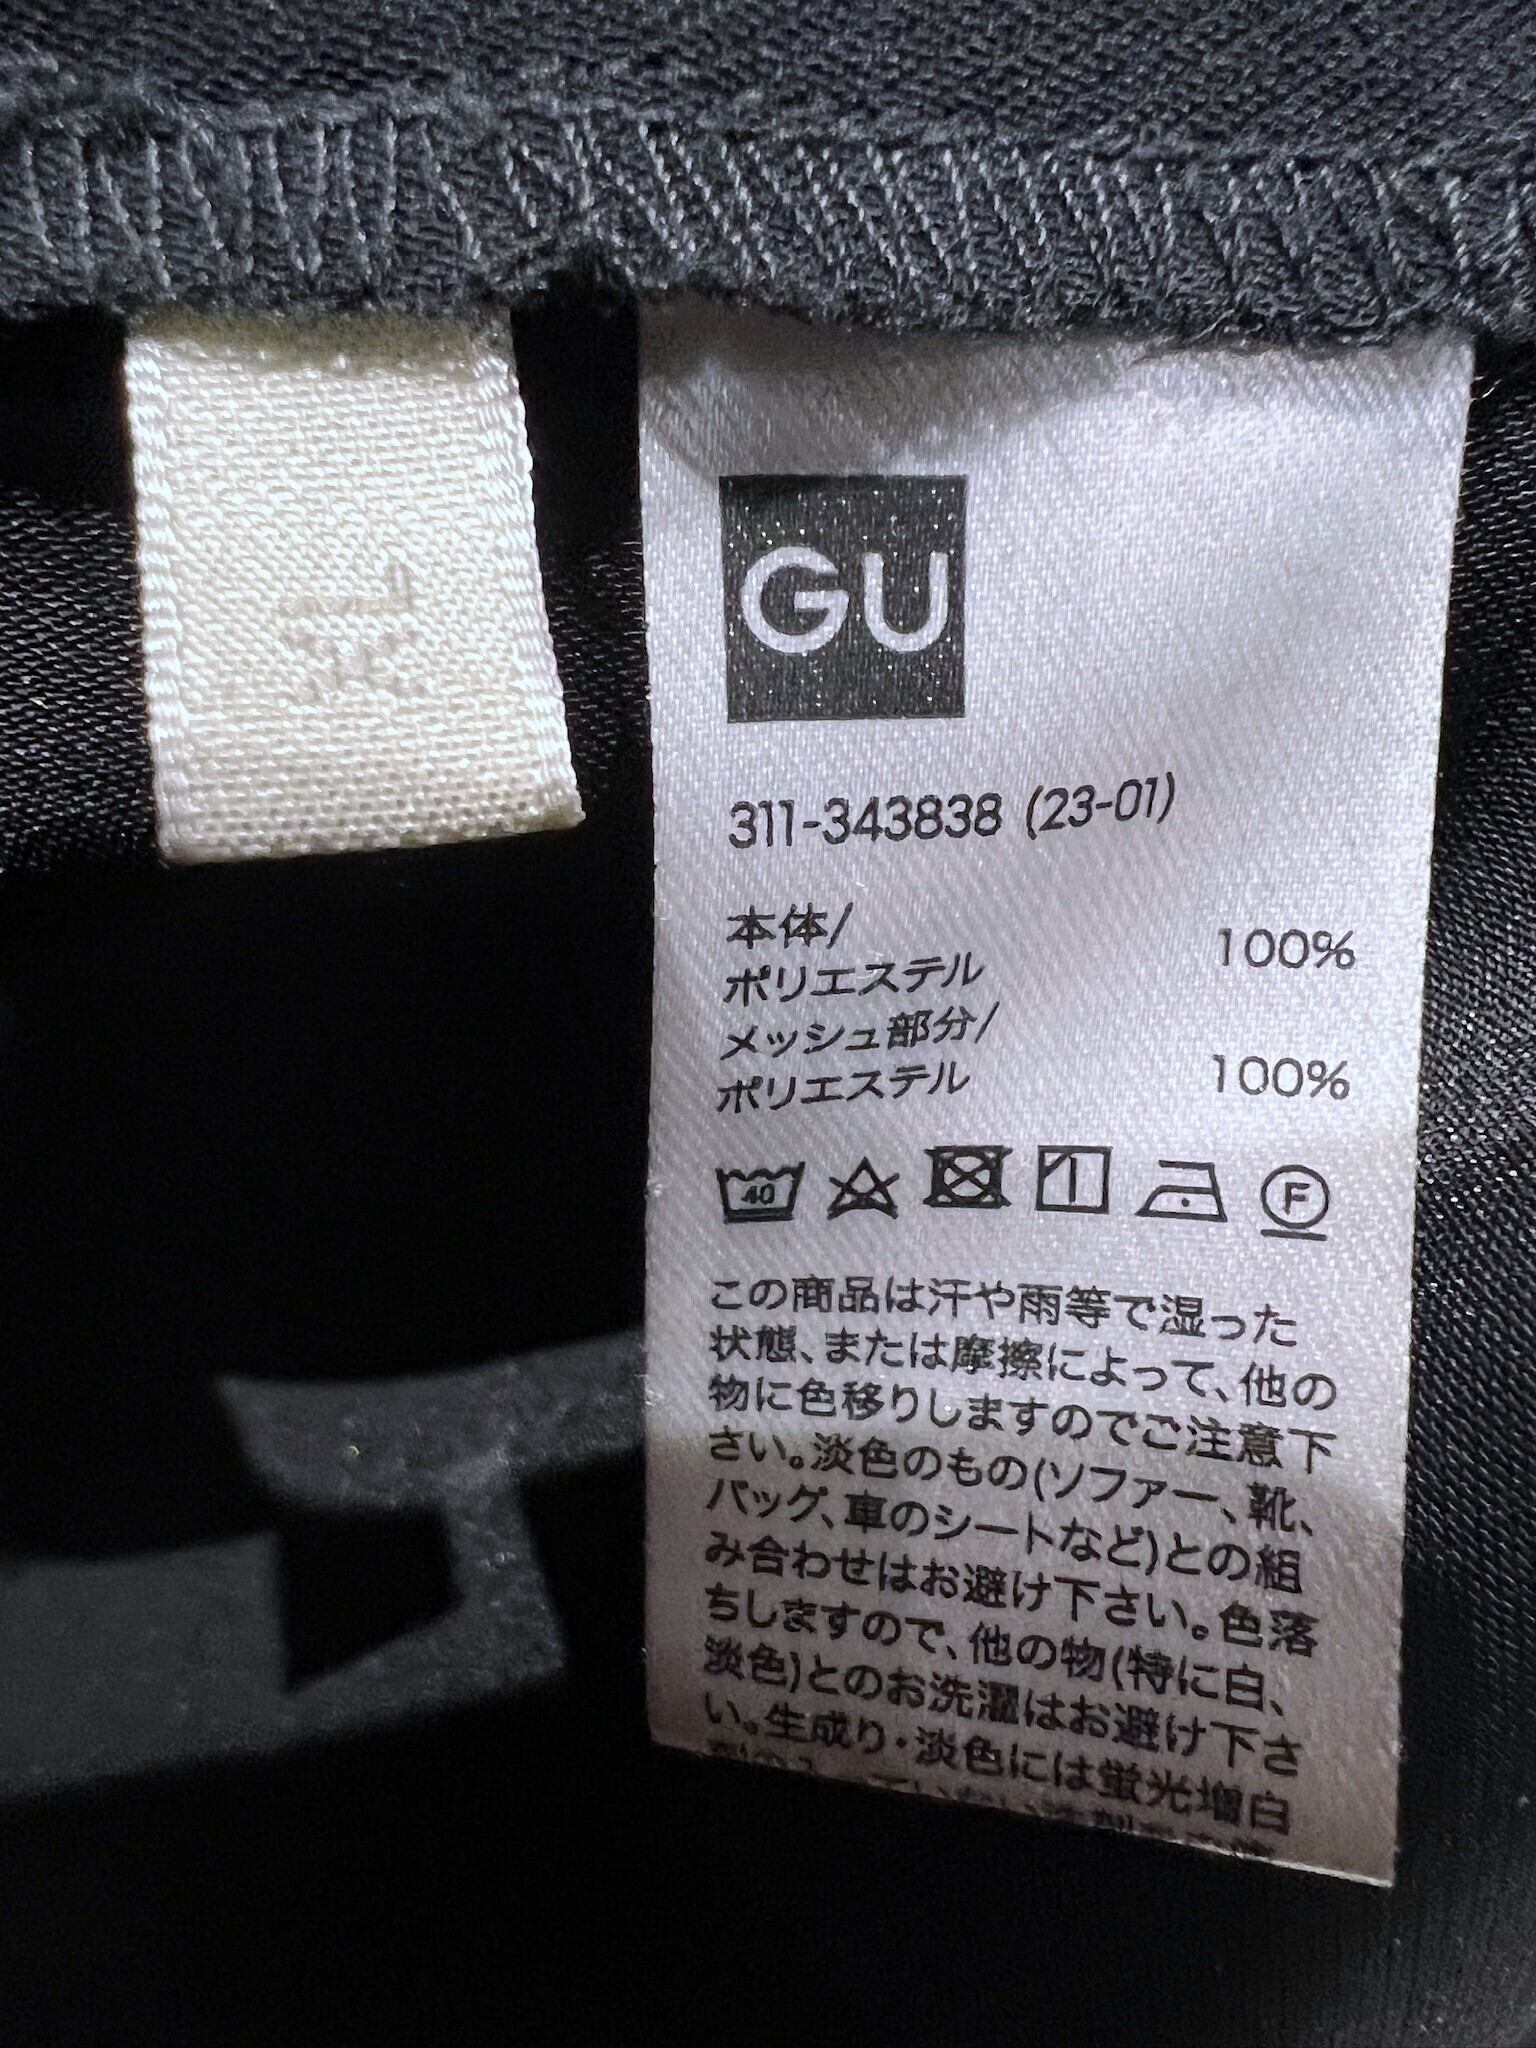 GU
311-343838 (23-01)
本体/
ポリエステル 100%
メッシュ部分/
ポリエステル 100%
40
F
この商品は汗や雨等で湿った
状態、または摩擦によって、他の
物に色移りしますのでご注意下
さい。淡色のもの(ソファー、靴、
バッグ、車のシートなど)との組
み合わせはお避け下さい。色落
ちしますので、他の物(特に白、
淡色)とのお洗濯はお避け下さ
い。生成り・淡色には蛍光増白